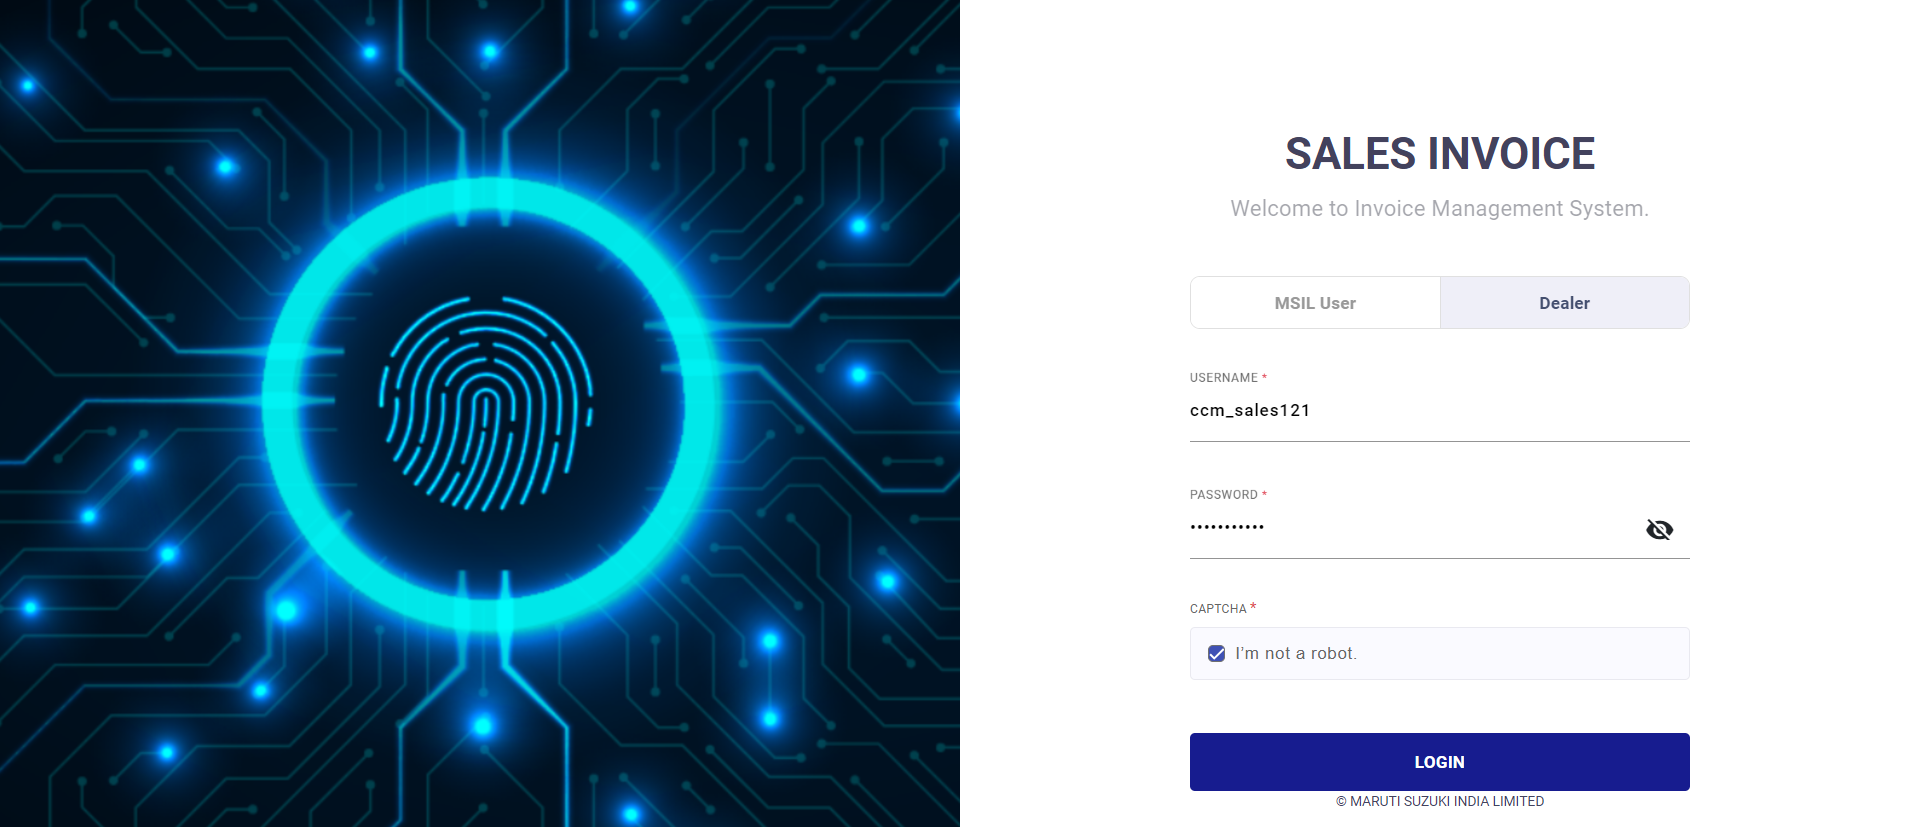 SALES INVOICE
Welcome to Invoice Management System.
MSIL User
Dealer
USERNAME *
ccm_sales121
PASSWORD *
•••••••••••
CAPTCHA *
I'm not a robot.
LOGIN
© MARUTI SUZUKI INDIA LIMITED